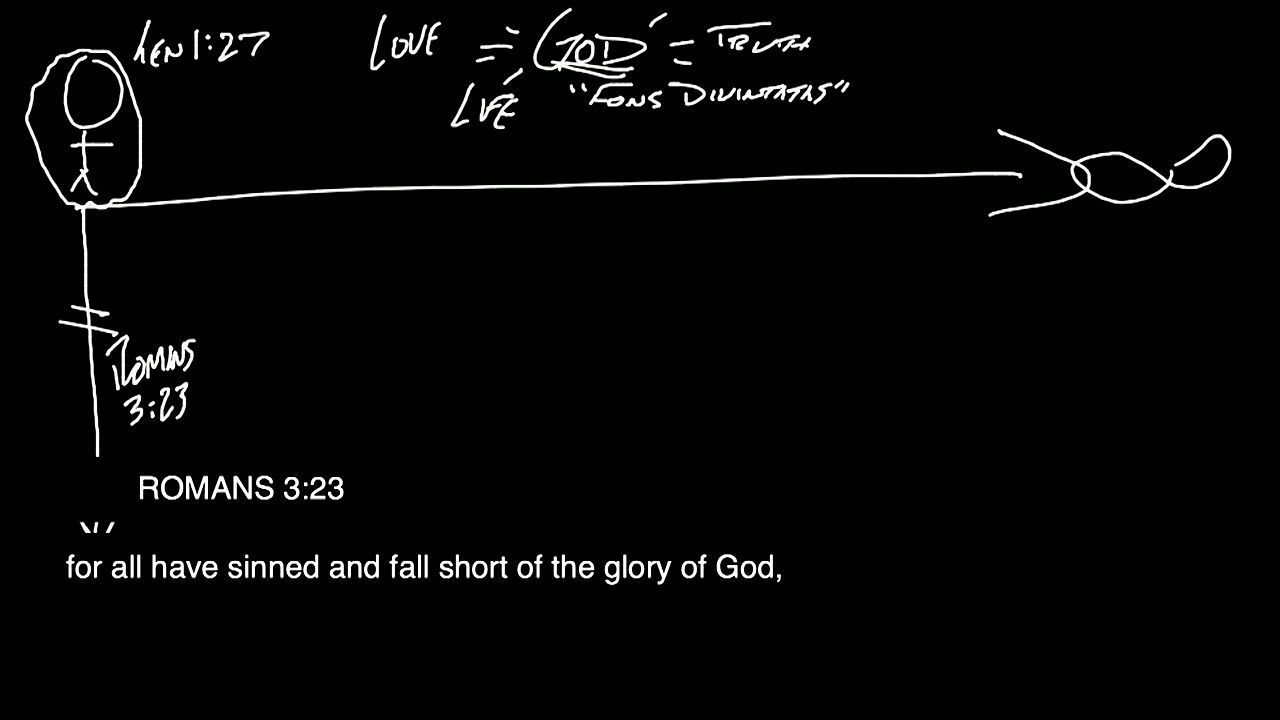 Gen 1:27
LOVE = GOD = TRUTH
LIFE "FONS DIVINTATAS"
ROMANS
3:23
ROMANS 3:23
for all have sinned and fall short of the glory of God,